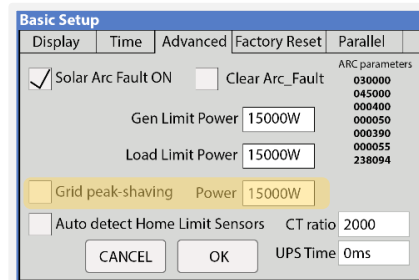 Basic Setup
Display Time Advanced Factory Reset Parallel
Solar Arc Fault ON Clear Arc_Fault
ARC parameters
030000
045000
000400
000050
000390
000055
238094
Gen Limit Power 15000W
Load Limit Power 15000W
Grid peak-shaving Power 15000W
Auto detect Home Limit Sensors CT ratio 2000
CANCEL OK UPS Time 0ms